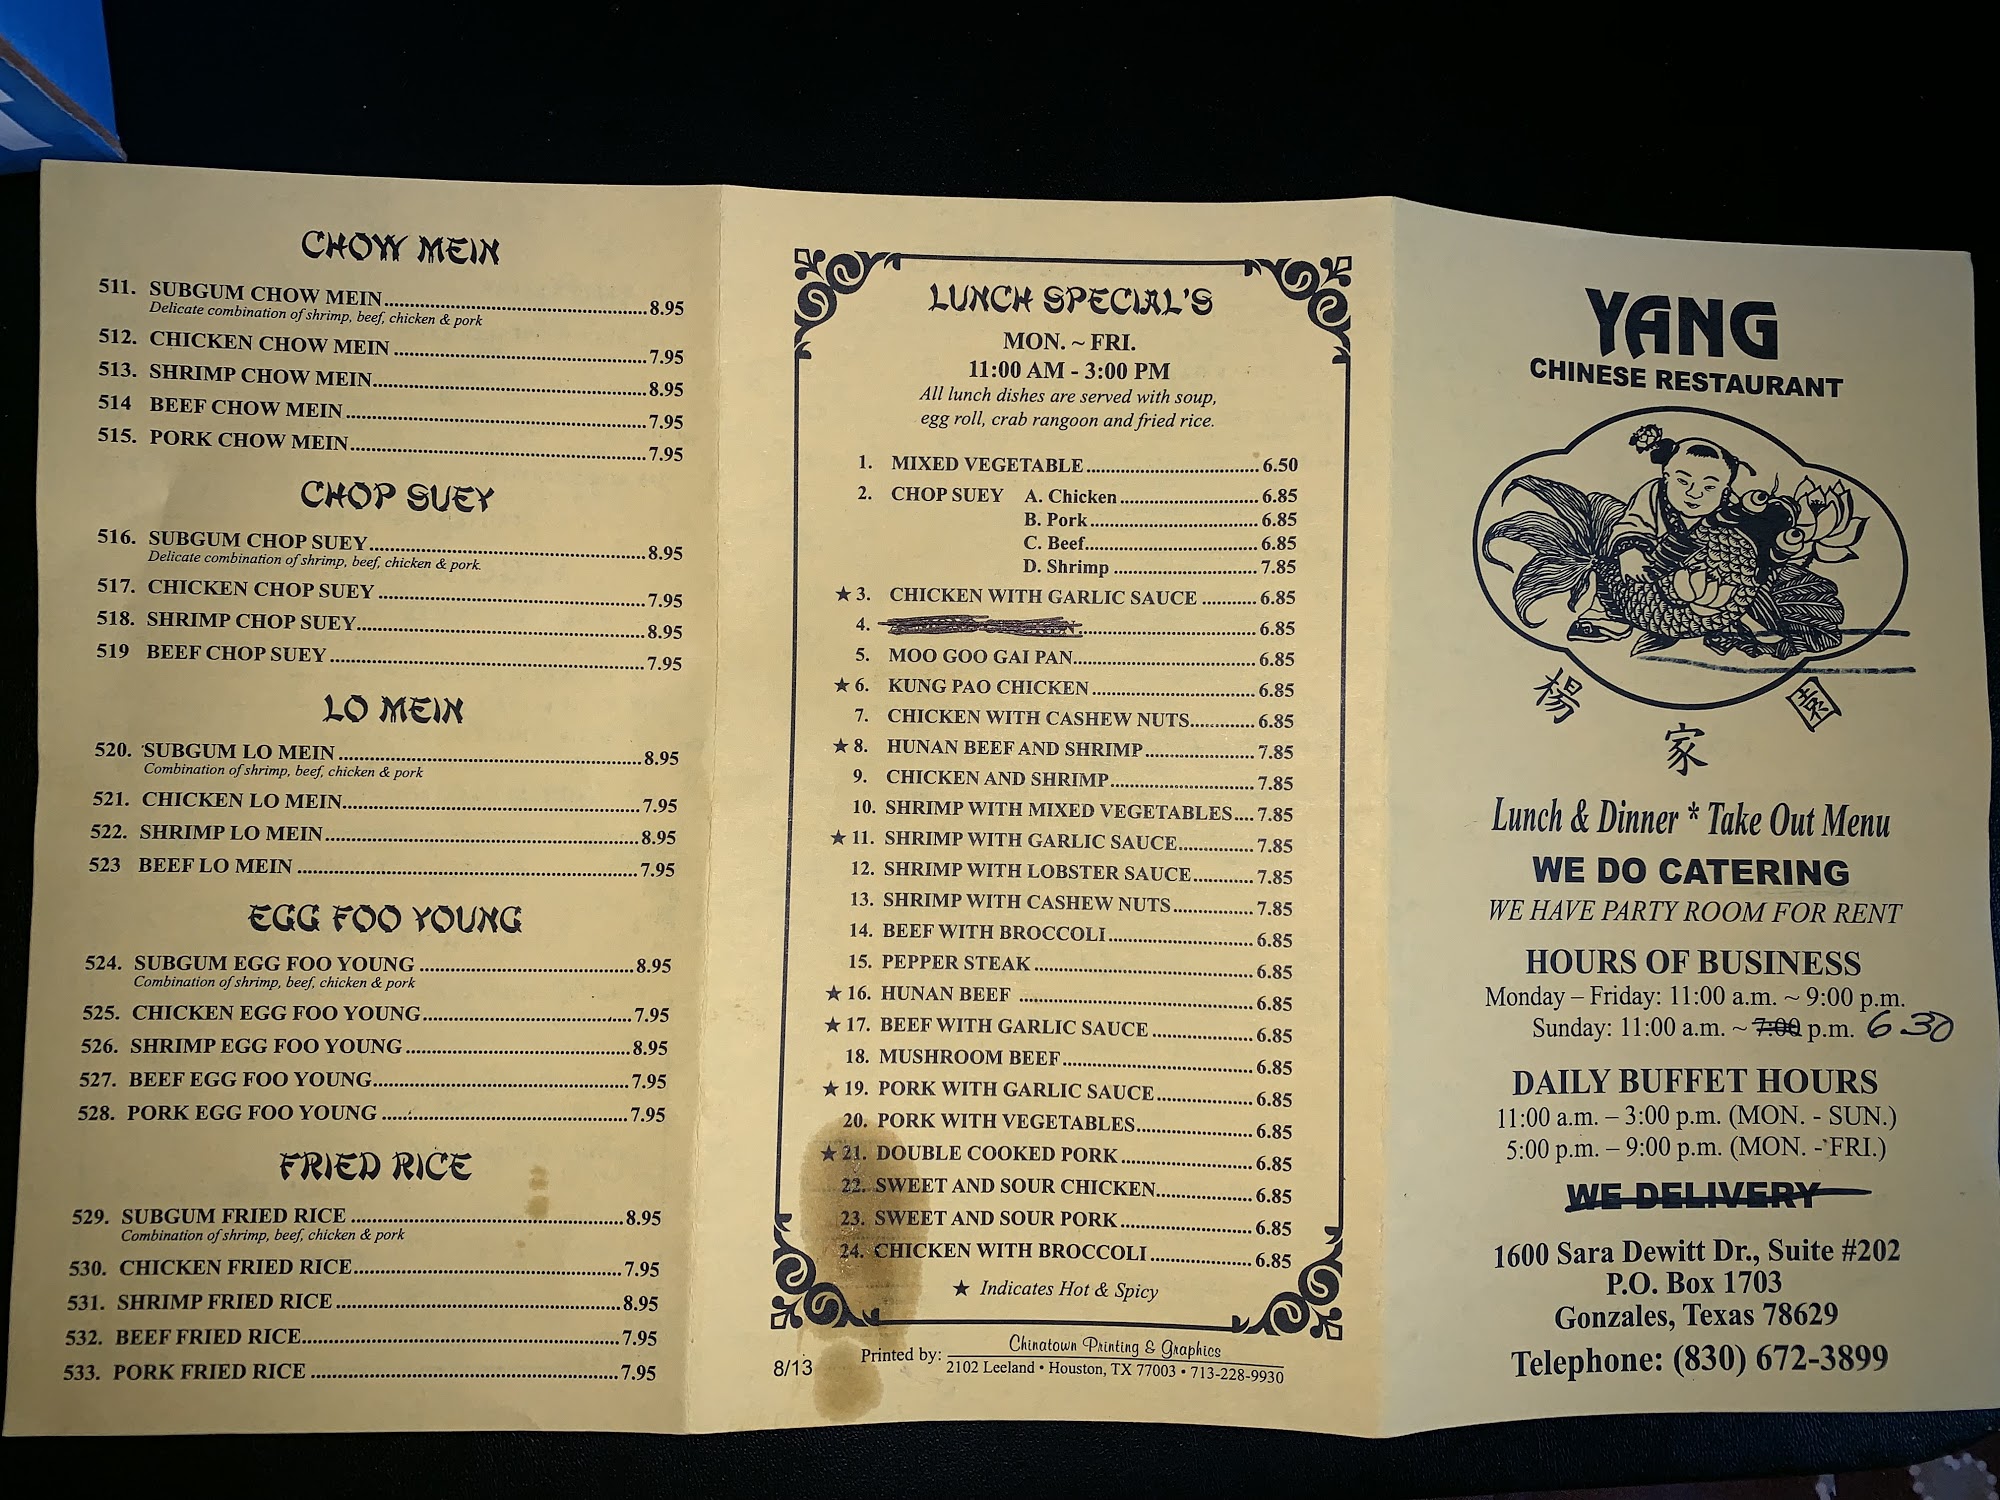 CHOW MEIN
511. SUBGUM CHOW MEIN 8.95
Delicate combination of shrimp, beef, chicken & pork
512. CHICKEN CHOW MEIN 7.95
513. SHRIMP CHOW MEIN 8.95
514 BEEF CHOW MEIN 7.95
515. PORK CHOW MEIN 7.95
CHOP SUEY
516. SUBGUM CHOP SUEY 8.95
Delicate combination of shrimp, beef, chicken & pork
517. CHICKEN CHOP SUEY 7.95
518. SHRIMP CHOP SUEY 8.95
519 BEEF CHOP SUEY 7.95
LO MEIN
520. SUBGUM LO MEIN 8.95
Combination of shrimp, beef, chicken & pork
521. CHICKEN LO MEIN 7.95
522. SHRIMP LO MEIN 8.95
523 BEEF LO MEIN 7.95
EGG FOO YOUNG
524. SUBGUM EGG FOO YOUNG 8.95
Combination of shrimp, beef, chicken & pork
525. CHICKEN EGG FOO YOUNG 7.95
526. SHRIMP EGG FOO YOUNG 8.95
527. BEEF EGG FOO YOUNG 7.95
528. PORK EGG FOO YOUNG 7.95
FRIED RICE
529. SUBGUM FRIED RICE 8.95
Combination of shrimp, beef, chicken & pork
530. CHICKEN FRIED RICE 7.95
531. SHRIMP FRIED RICE 8.95
532. BEEF FRIED RICE 7.95
533. PORK FRIED RICE 7.95
LUNCH SPECIAL'S
MON. ~ FRI.
11:00 AM - 3:00 PM
All lunch dishes are served with soup,
egg roll, crab rangoon and fried rice.
1. MIXED VEGETABLE 6.50
2. CHOP SUEY A. Chicken 6.85
B. Pork 6.85
C. Beef 6.85
D. Shrimp 7.85
★ 3. CHICKEN WITH GARLIC SAUCE 6.85
4. 6.85
5. MOO GOO GAI PAN 6.85
★ 6. KUNG PAO CHICKEN 6.85
7. CHICKEN WITH CASHEW NUTS 6.85
★ 8. HUNAN BEEF AND SHRIMP 7.85
9. CHICKEN AND SHRIMP 7.85
10. SHRIMP WITH MIXED VEGETABLES 7.85
★ 11. SHRIMP WITH GARLIC SAUCE 7.85
12. SHRIMP WITH LOBSTER SAUCE 7.85
13. SHRIMP WITH CASHEW NUTS 7.85
14. BEEF WITH BROCCOLI 6.85
15. PEPPER STEAK 6.85
★ 16. HUNAN BEEF 6.85
★ 17. BEEF WITH GARLIC SAUCE 6.85
18. MUSHROOM BEEF 6.85
★ 19. PORK WITH GARLIC SAUCE 6.85
20. PORK WITH VEGETABLES 6.85
★ 21. DOUBLE COOKED PORK 6.85
22. SWEET AND SOUR CHICKEN 6.85
23. SWEET AND SOUR PORK 6.85
24. CHICKEN WITH BROCCOLI 6.85
★ Indicates Hot & Spicy
8/13 Printed by: Chinatown Printing & Graphics
2102 Leeland • Houston, TX 77003 • 713-228-9930
YANG
CHINESE RESTAURANT
楊家園
Lunch & Dinner * Take Out Menu
WE DO CATERING
WE HAVE PARTY ROOM FOR RENT
HOURS OF BUSINESS
Monday – Friday: 11:00 a.m. ~ 9:00 p.m.
Sunday: 11:00 a.m. ~ 7:00 p.m. 6 30
DAILY BUFFET HOURS
11:00 a.m. – 3:00 p.m. (MON. - SUN.)
5:00 p.m. – 9:00 p.m. (MON. - FRI.)
WE DELIVERY
1600 Sara Dewitt Dr., Suite #202
P.O. Box 1703
Gonzales, Texas 78629
Telephone: (830) 672-3899